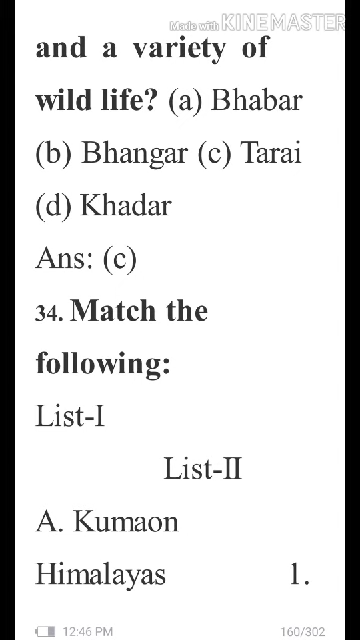 Made with KINEMASTER
and a variety of
wild life? (a) Bhabar
(b) Bhangar (c) Tarai
(d) Khadar
Ans: (c)
34. Match the
following:
List-I
List-II
A. Kumaon
Himalayas 1.
12:46 PM 160/302